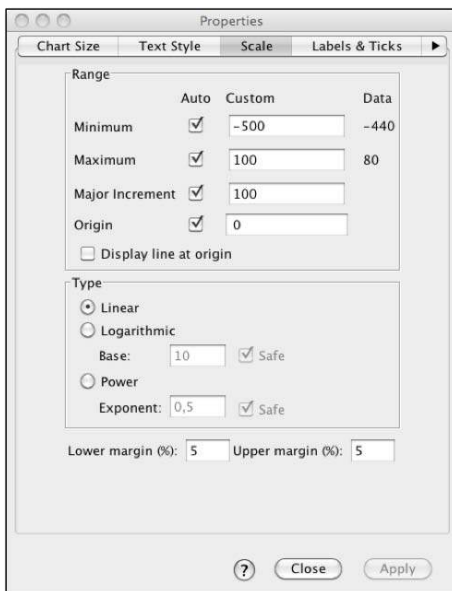 Properties
Chart Size Text Style Scale Labels & Ticks
Range
Auto Custom Data
Minimum -500 -440
Maximum 100 80
Major Increment 100
Origin 0
Display line at origin
Type
Linear
Logarithmic
Base: 10 Safe
Power
Exponent: 0,5 Safe
Lower margin (%): 5 Upper margin (%): 5
? Close Apply